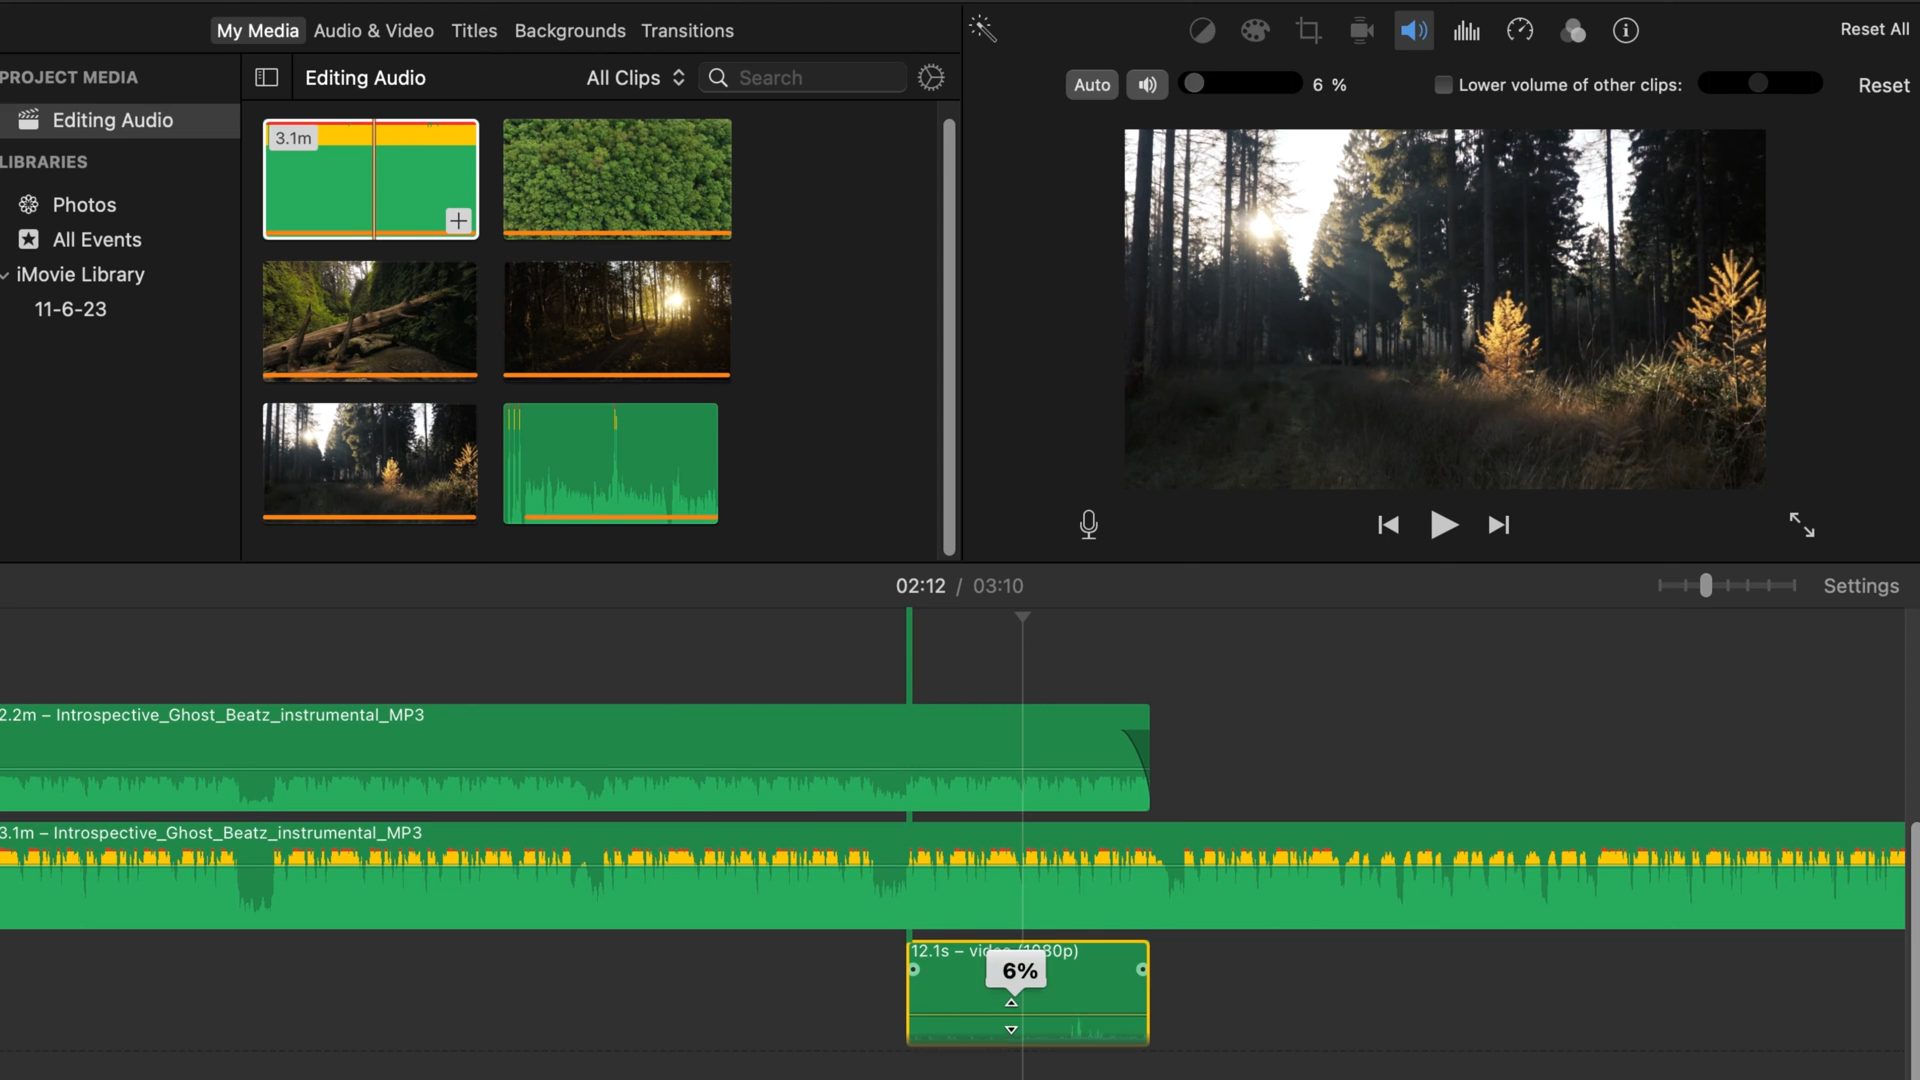 My Media Audio & Video Titles Backgrounds Transitions
Reset All
PROJECT MEDIA
Editing Audio
All Clips
Search
Auto
6 %
Lower volume of other clips:
Reset
Editing Audio
3.1m
LIBRARIES
Photos
All Events
iMovie Library
11-6-23
02:12 / 03:10
Settings
2.2m – Introspective_Ghost_Beatz_instrumental_MP3
3.1m – Introspective_Ghost_Beatz_instrumental_MP3
12.1s – video (1080p)
6%